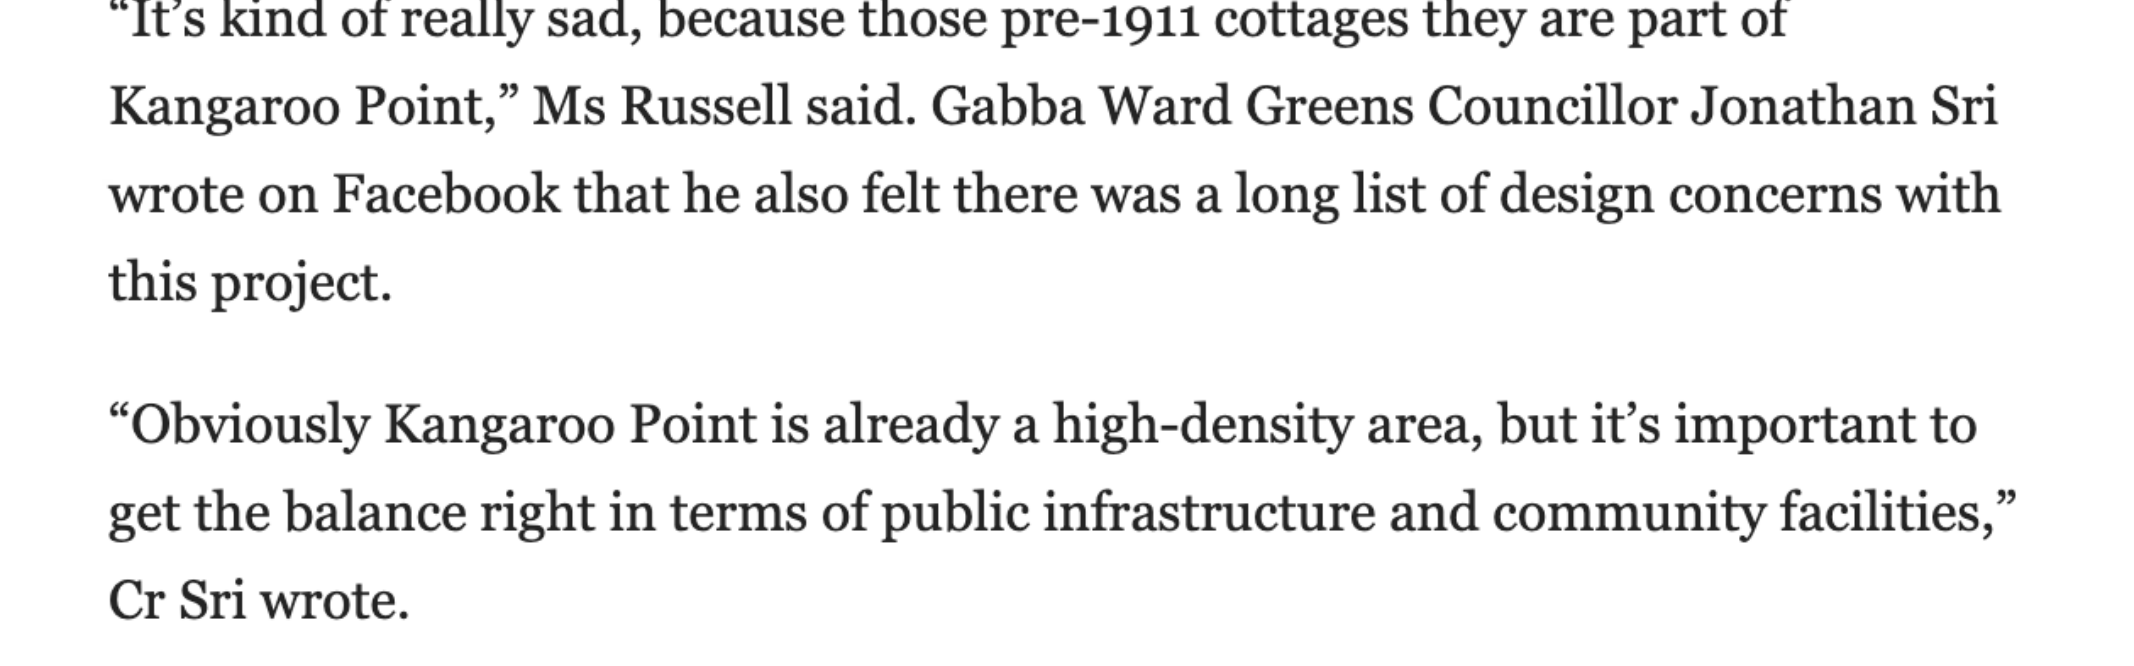 “It’s kind of really sad, because those pre-1911 cottages they are part of
Kangaroo Point,” Ms Russell said. Gabba Ward Greens Councillor Jonathan Sri
wrote on Facebook that he also felt there was a long list of design concerns with
this project.
“Obviously Kangaroo Point is already a high-density area, but it’s important to
get the balance right in terms of public infrastructure and community facilities,”
Cr Sri wrote.